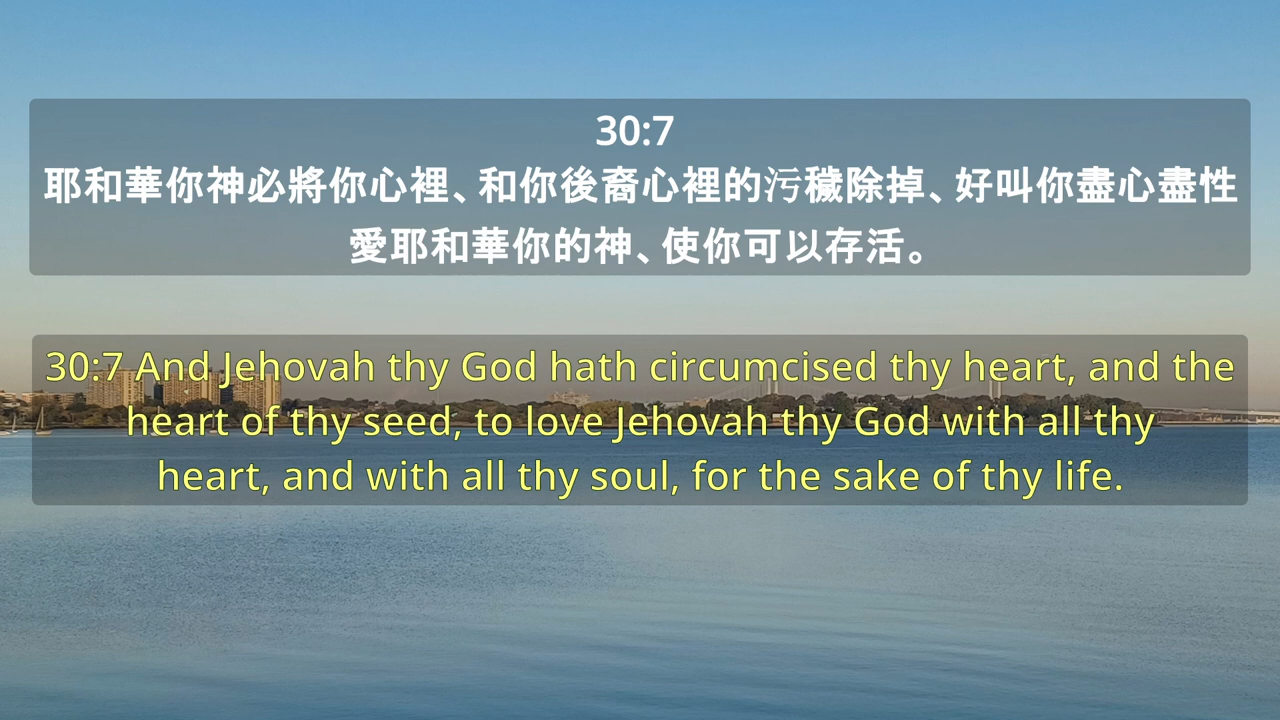 30:7
耶和華你神必將你心裡、和你後裔心裡的污穢除掉、好叫你盡心盡性
愛耶和華你的神、使你可以存活。
30:7 And Jehovah thy God hath circumcised thy heart, and the
heart of thy seed, to love Jehovah thy God with all thy
heart, and with all thy soul, for the sake of thy life.